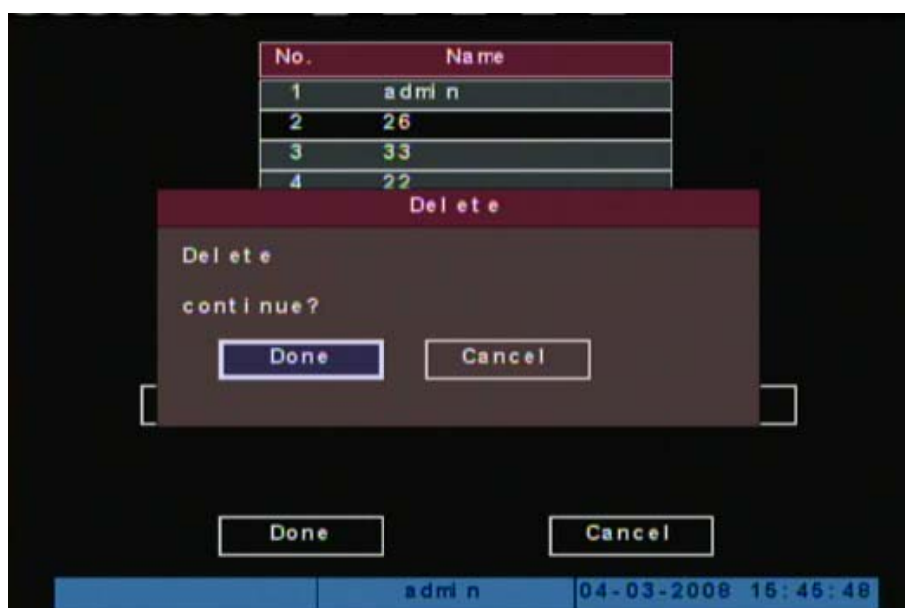 No. Name
1 admin
2 26
3 33
4 22
Delete
Delete
continue?
Done Cancel
Done Cancel
admin 04-03-2008 15:45:48